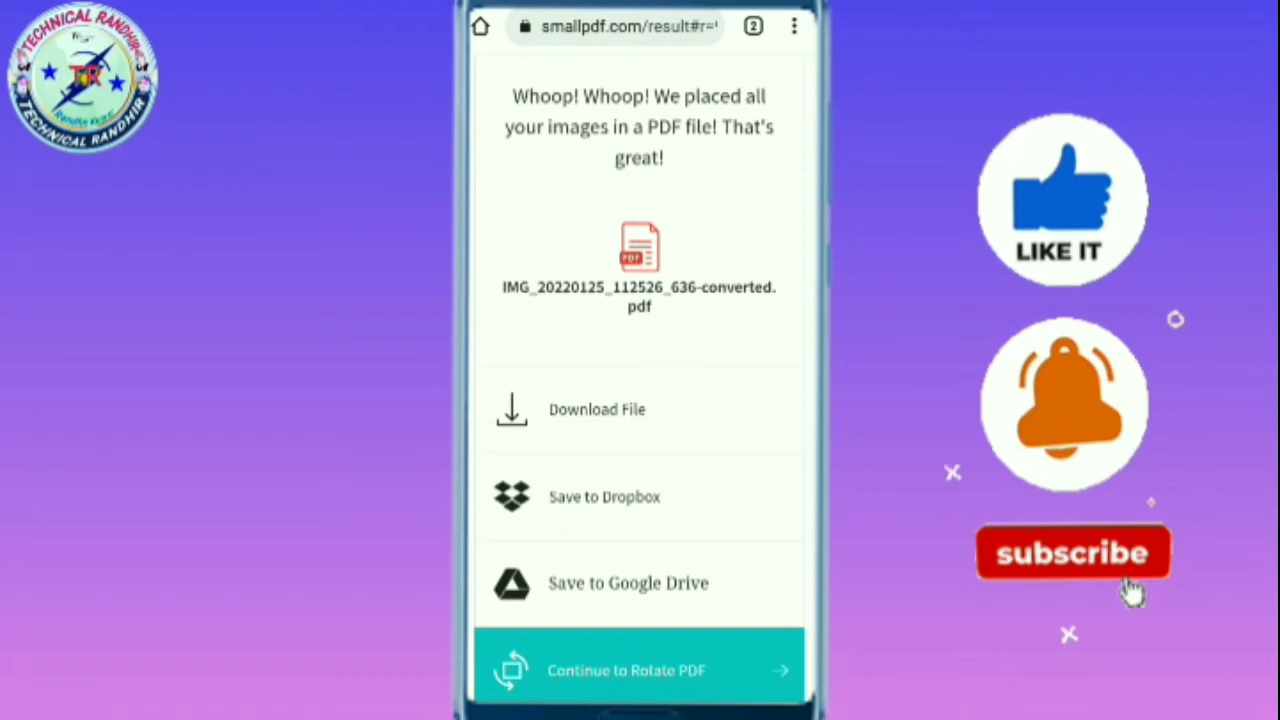 TECHNICAL RANDHIR
TR
TECHNICAL RANDHIR
smallpdf.com/result#r=
2
Whoop! Whoop! We placed all
your images in a PDF file! That's
great!
PDF
IMG_20220125_112526_636-converted.
pdf
Download File
Save to Dropbox
Save to Google Drive
Continue to Rotate PDF
LIKE IT
subscribe